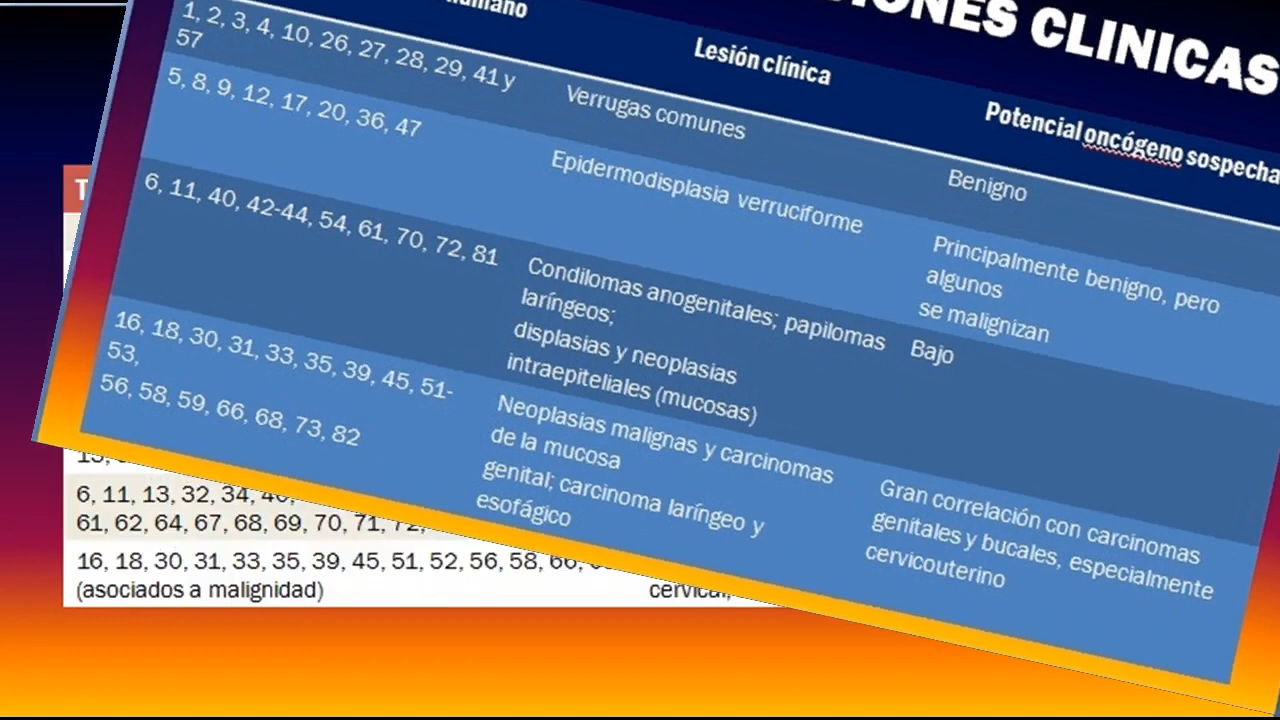 CLINICAS
Lesión clínica
Potencial oncógeno
1, 2, 3, 4, 10, 26, 27, 28, 29, 41 y
57
Verrugas comunes
Benigno
5, 8, 9, 12, 17, 20, 36, 47
Epidermodisplasia verruciforme
Principalmente benigno, pero
algunos
se malignizan
6, 11, 40, 42-44, 54, 61, 70, 72, 81
Condilomas anogenitales; papilomas
laríngeos;
displasias y neoplasias
intraepiteliales (mucosas)
Bajo
16, 18, 30, 31, 33, 35, 39, 45, 51-
53,
56, 58, 59, 66, 68, 73, 82
Neoplasias malignas y carcinomas
de la mucosa
genital; carcinoma laríngeo y
esofágico
Gran correlación con carcinomas
genitales y bucales, especialmente
cervicouterino
6, 11, 13, 32, 34,
61, 62, 64, 67, 68, 69, 70, 71, 72,
16, 18, 30, 31, 33, 35, 39, 45, 51, 52, 56, 58, 66,
(asociados a malignidad)
cervical,